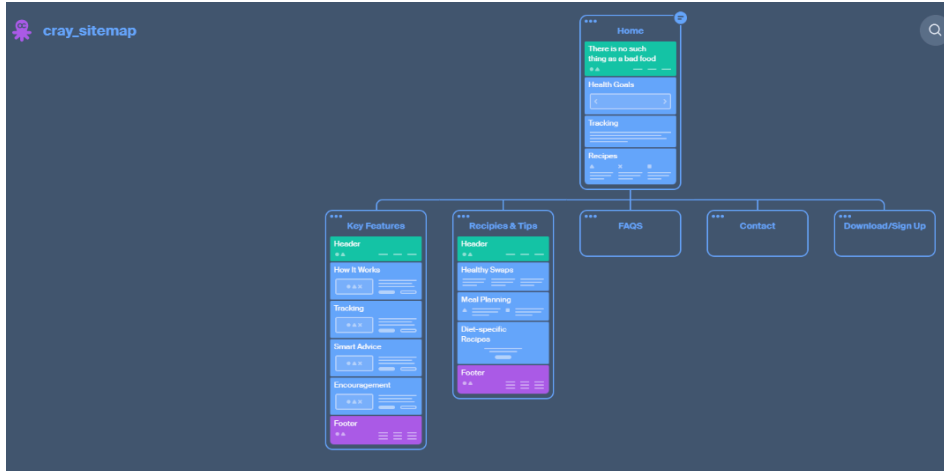 cray_sitemap
Home
There is no such
thing as a bad food
Health Goals
Tracking
Recipes
Key Features
Header
How It Works
Tracking
Smart Advice
Encouragement
Footer
Recipies & Tips
Header
Healthy Swaps
Meal Planning
Diet-specific
Recipes
Footer
FAQS
Contact
Download/Sign Up